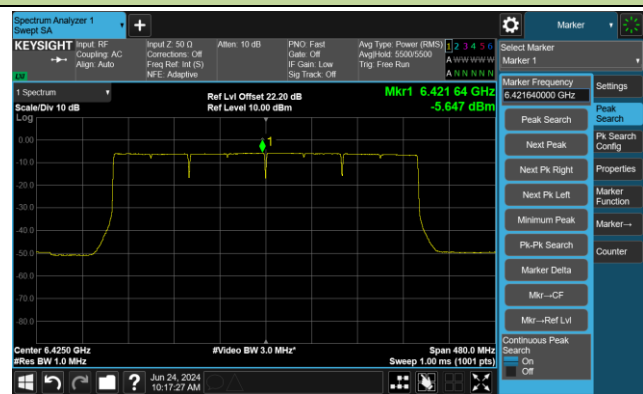 Spectrum Analyzer 1
Swept SA
+
Marker
KEYSIGHT
Input: RF
Coupling: AC
Align: Auto
Input Z: 50 Ω
Corrections: Off
Freq Ref: Int (S)
NFE: Adaptive
Atten: 10 dB
PNO: Fast
Gate: Off
IF Gain: Low
Sig Track: Off
Avg Type: Power (RMS)
Avg|Hold: 5500/5500
Trig: Free Run
1 2 3 4 5 6
A W W W W W
A N N N N N
LW
Select Marker
Marker 1
1 Spectrum
Scale/Div 10 dB
Log
Ref Lvl Offset 22.20 dB
Ref Level 10.00 dBm
Mkr1 6.421 64 GHz
-5.647 dBm
1
0.00
-10.0
-20.0
-30.0
-40.0
-50.0
-60.0
-70.0
-80.0
Center 6.4250 GHz
#Res BW 1.0 MHz
#Video BW 3.0 MHz*
Span 480.0 MHz
Sweep 1.00 ms (1001 pts)
Marker Frequency
6.421640000 GHz
Peak Search
Next Peak
Next Pk Right
Next Pk Left
Minimum Peak
Pk-Pk Search
Marker Delta
Mkr→CF
Mkr→Ref Lvl
Continuous Peak
Search
On
Off
Settings
Peak
Search
Pk Search
Config
Properties
Marker
Function
Marker→
Counter
?
Jun 24, 2024
10:17:27 AM